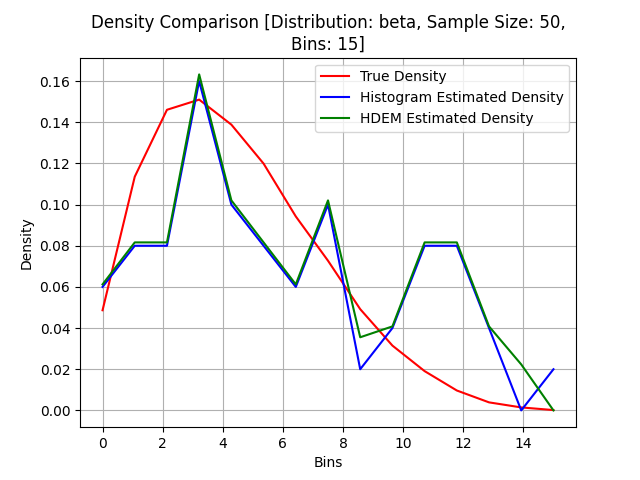 Density Comparison [Distribution: beta, Sample Size: 50,
Bins: 15]
True Density
Histogram Estimated Density
HDEM Estimated Density
Density
0.16
0.14
0.12
0.10
0.08
0.06
0.04
0.02
0.00
0 2 4 6 8 10 12 14
Bins